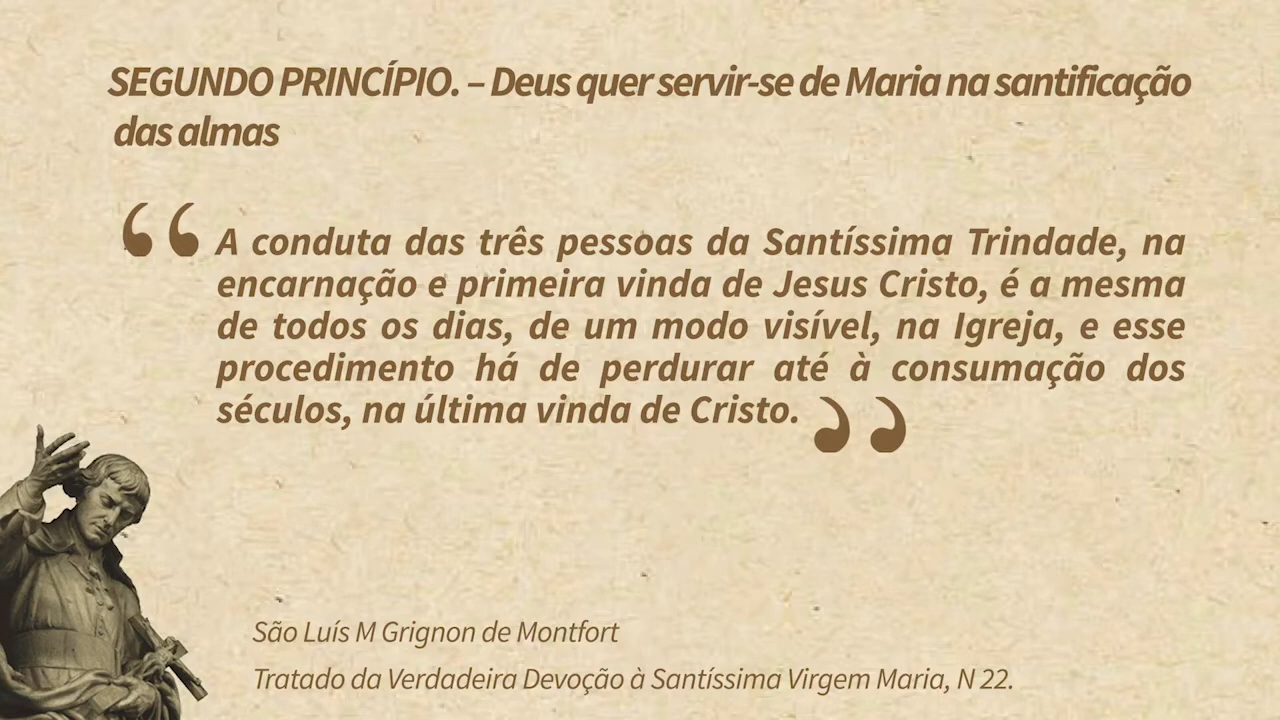 SEGUNDO PRINCÍPIO. – Deus quer servir-se de Maria na santificação
das almas
“ A conduta das três pessoas da Santíssima Trindade, na
encarnação e primeira vinda de Jesus Cristo, é a mesma
de todos os dias, de um modo visível, na Igreja, e esse
procedimento há de perdurar até à consumação dos
séculos, na última vinda de Cristo. ”
São Luís M Grignon de Montfort
Tratado da Verdadeira Devoção à Santíssima Virgem Maria, N 22.